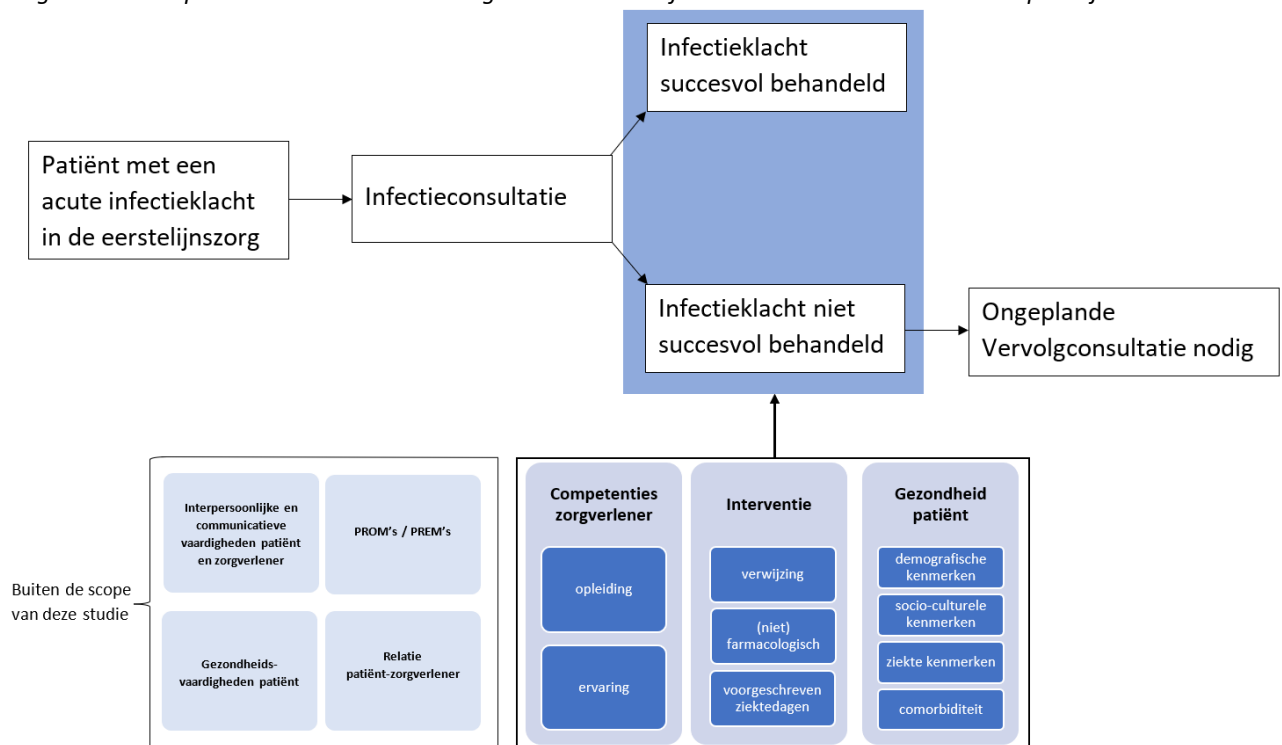 Infectieklacht
succesvol behandeld
Patiënt met een
acute infectieklacht
in de eerstelijnszorg
Infectieconsultatie
Infectieklacht niet
succesvol behandeld
Ongeplande
Vervolgconsultatie nodig
Buiten de scope
van deze studie
Interpersoonlijke en
communicatieve
vaardigheden patiënt
en zorgverlener
PROM's / PREM's
Gezondheids-
vaardigheden patiënt
Relatie
patiënt-zorgverlener
Competenties
zorgverlener
opleiding
ervaring
Interventie
verwijzing
(niet)
farmacologisch
voorgeschreven
ziektedagen
Gezondheid
patiënt
demografische
kenmerken
socio-culturele
kenmerken
ziekte kenmerken
comorbiditeit